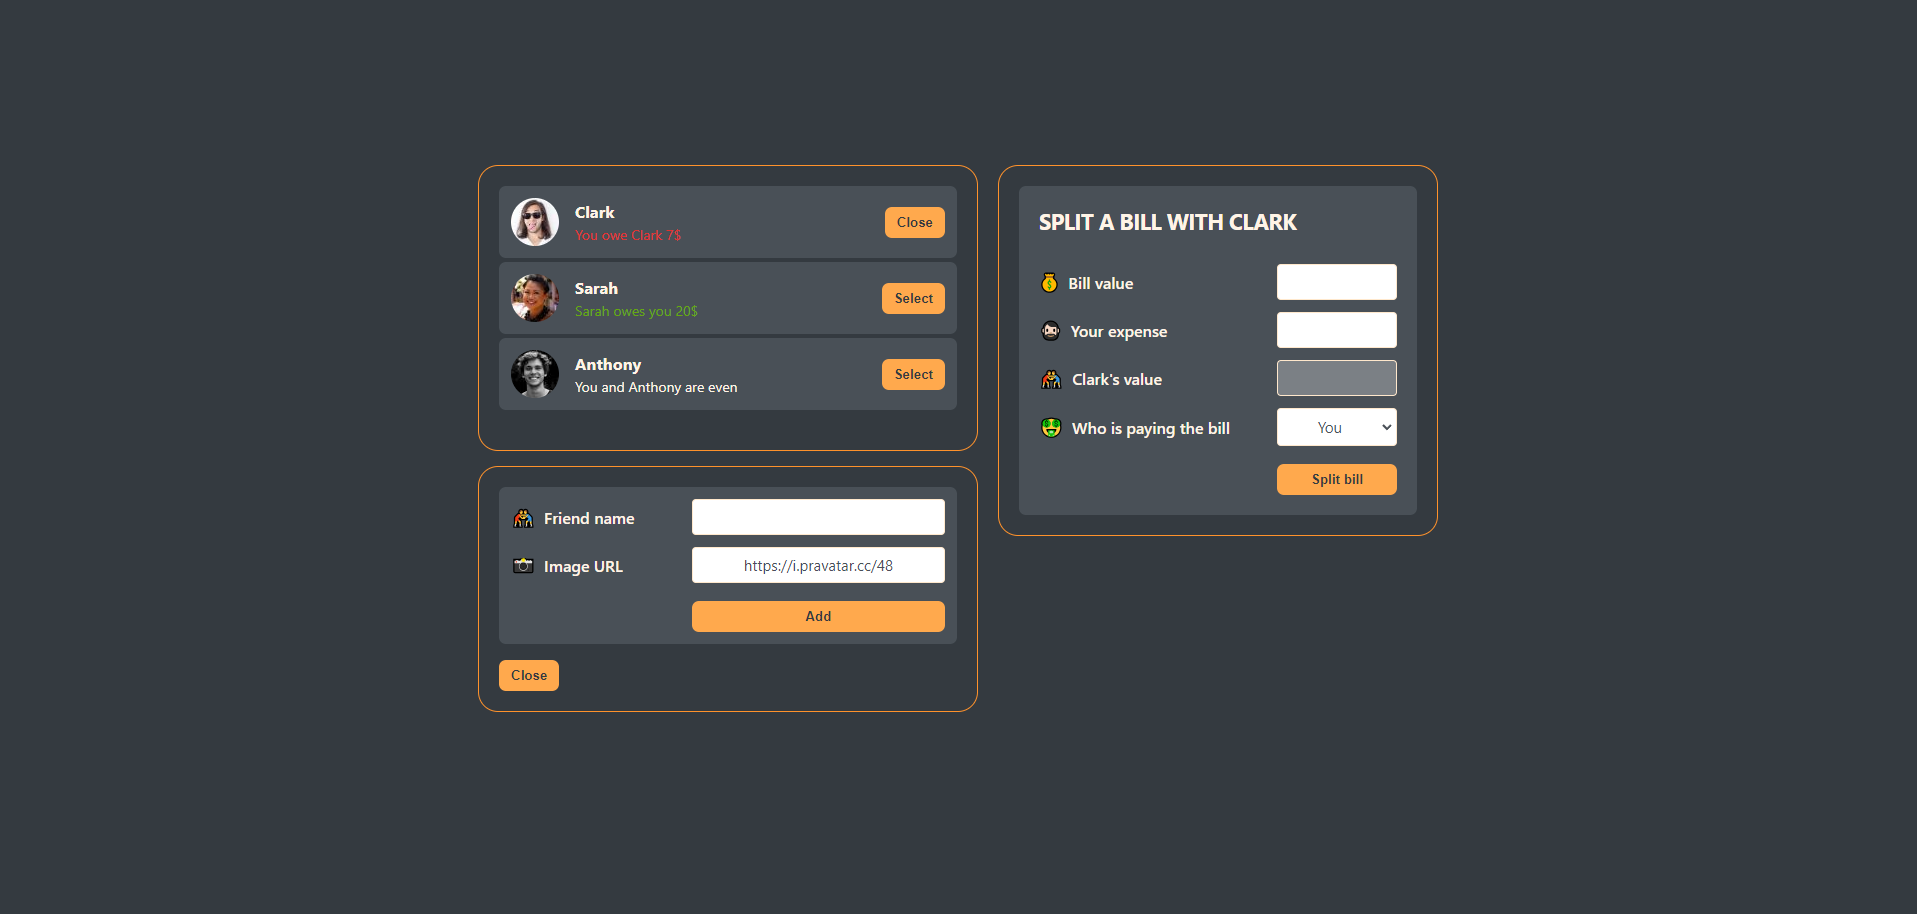 Clark
You owe Clark 7$
Close
Sarah
Sarah owes you 20$
Select
Anthony
You and Anthony are even
Select
Friend name
Image URL
https://i.pravatar.cc/48
Add
Close
SPLIT A BILL WITH CLARK
Bill value
Your expense
Clark's value
Who is paying the bill
You
Split bill